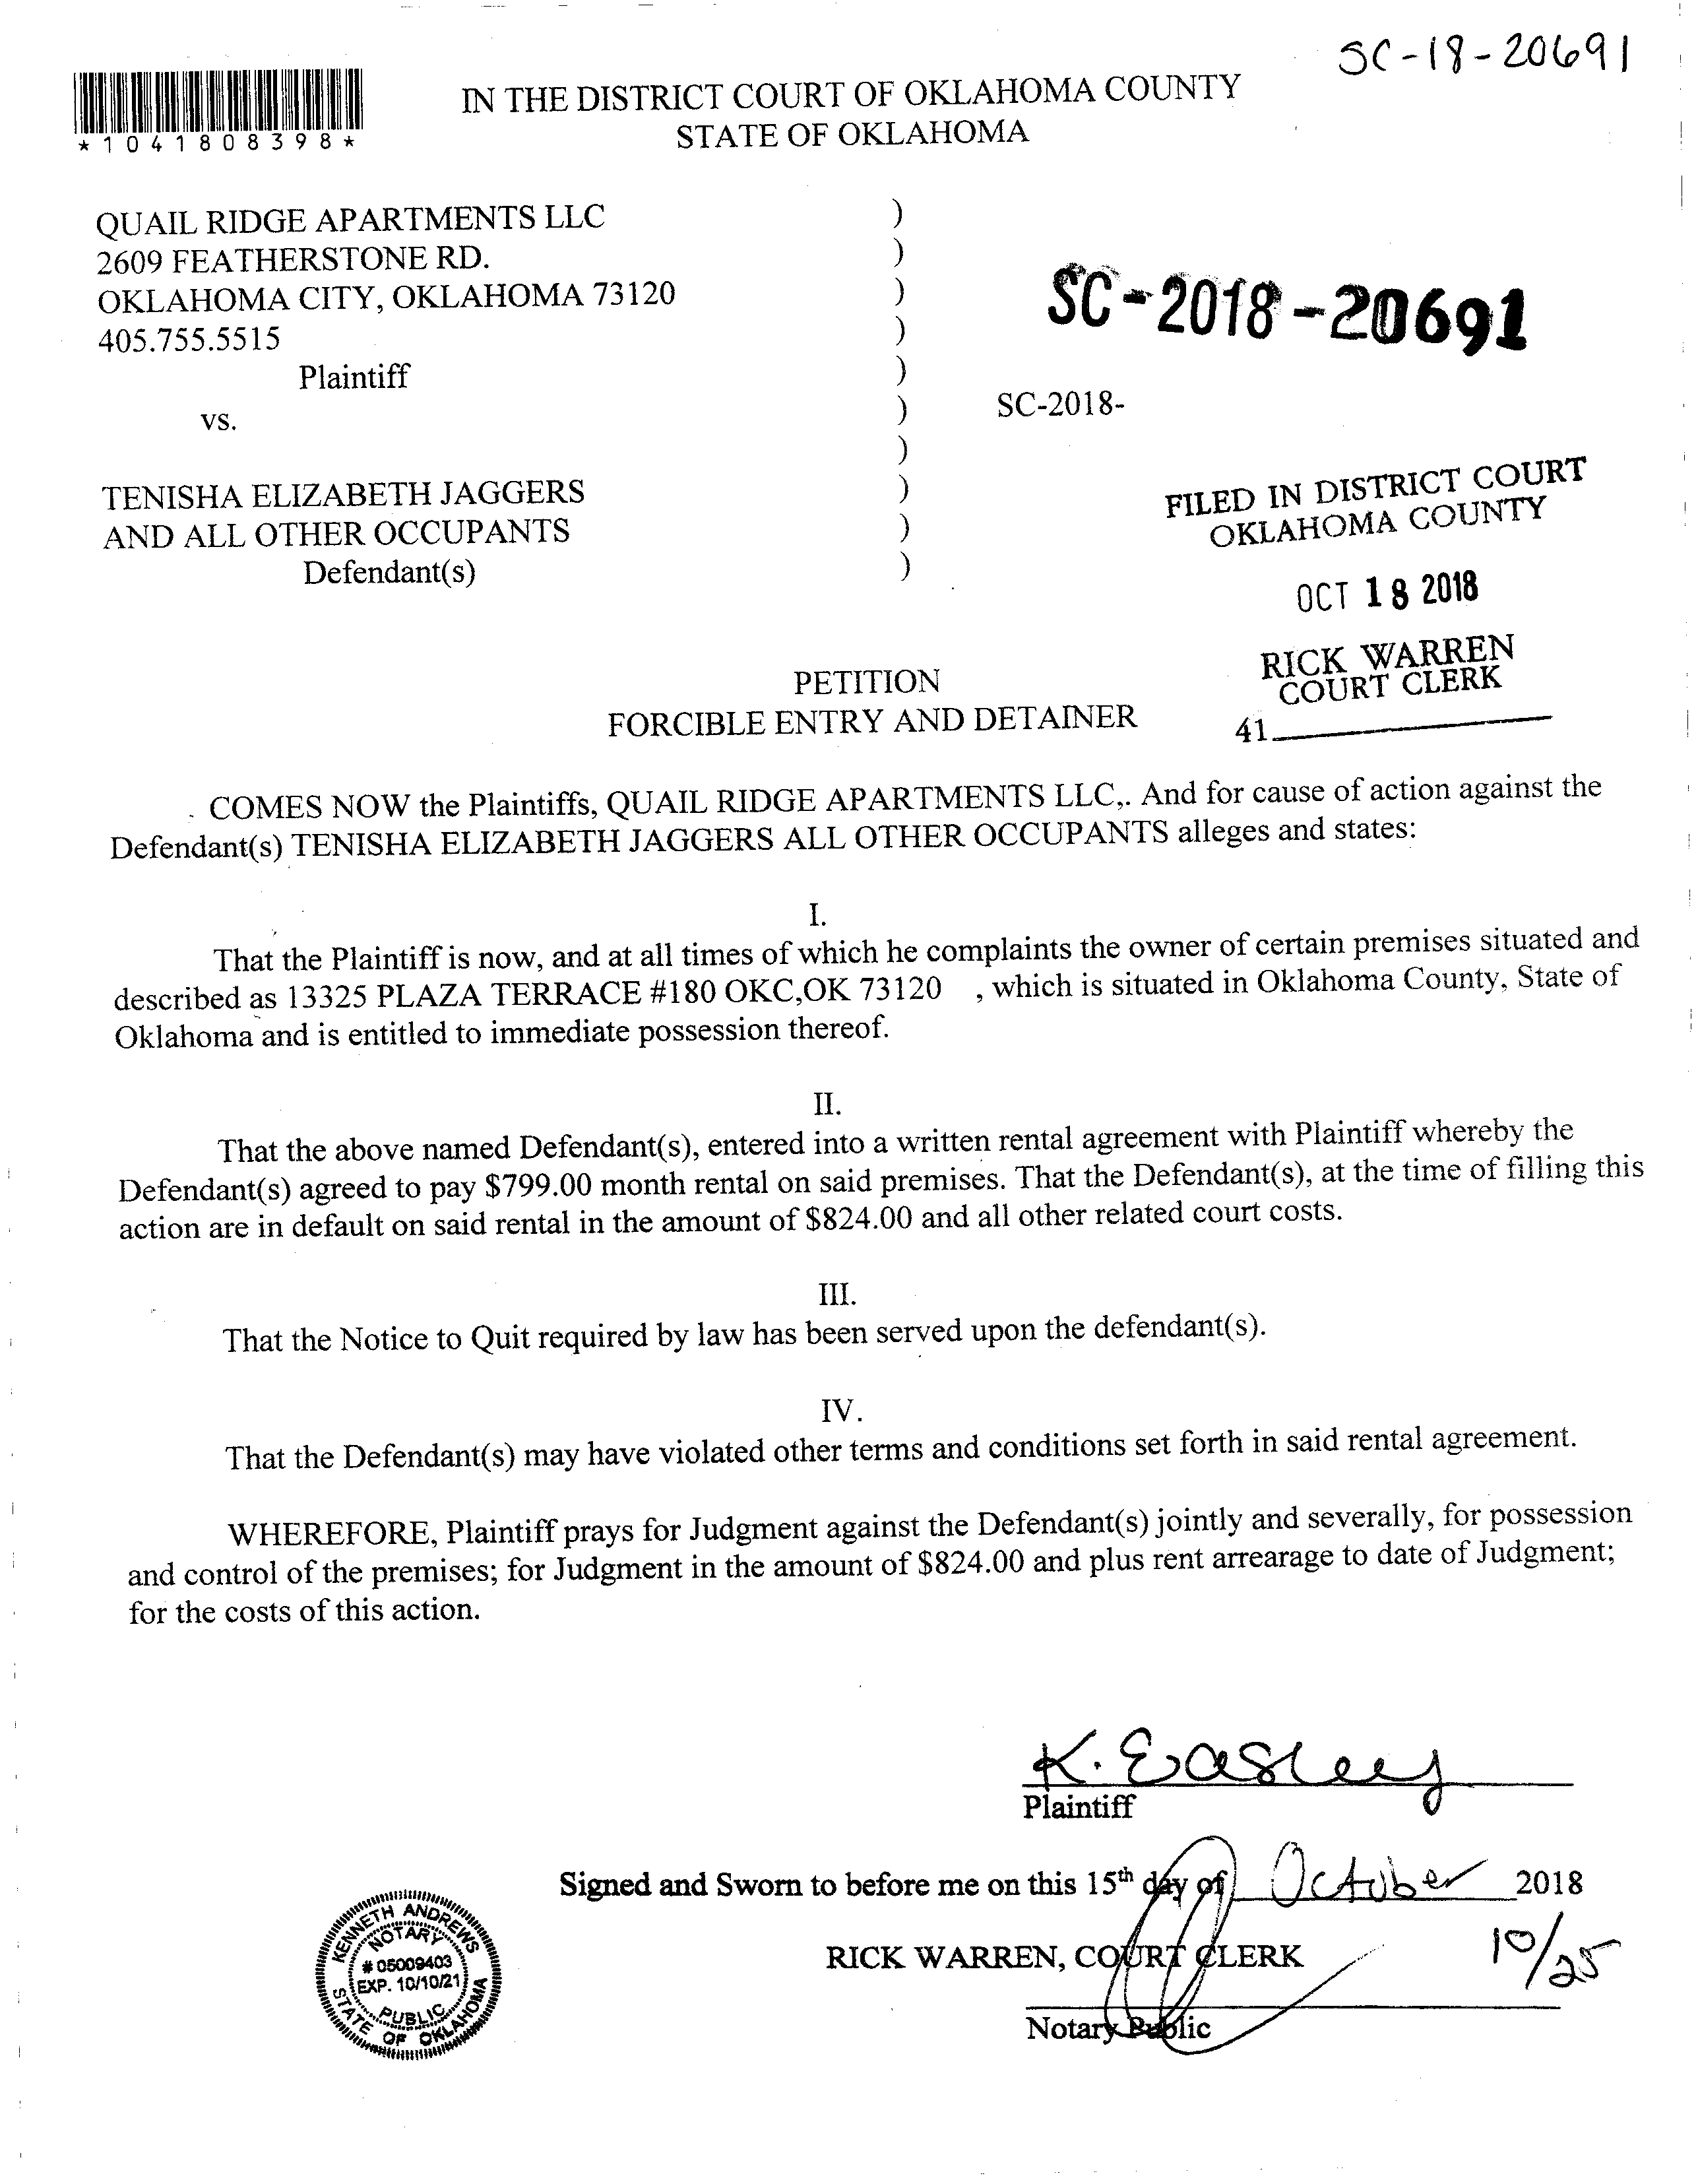 SC-18-20691
*1041808398*
IN THE DISTRICT COURT OF OKLAHOMA COUNTY
STATE OF OKLAHOMA
QUAIL RIDGE APARTMENTS LLC )
2609 FEATHERSTONE RD. )
OKLAHOMA CITY, OKLAHOMA 73120 )
405.755.5515 )
Plaintiff )
SC-2018-20691
vs. )
SC-2018-
)
TENISHA ELIZABETH JAGGERS )
AND ALL OTHER OCCUPANTS )
Defendant(s) )
FILED IN DISTRICT COURT
OKLAHOMA COUNTY
OCT 18 2018
RICK WARREN
COURT CLERK
41
PETITION
FORCIBLE ENTRY AND DETAINER
. COMES NOW the Plaintiffs, QUAIL RIDGE APARTMENTS LLC,. And for cause of action against the
Defendant(s) TENISHA ELIZABETH JAGGERS ALL OTHER OCCUPANTS alleges and states:
I.
That the Plaintiff is now, and at all times of which he complaints the owner of certain premises situated and
described as 13325 PLAZA TERRACE #180 OKC,OK 73120 , which is situated in Oklahoma County, State of
Oklahoma and is entitled to immediate possession thereof.
II.
That the above named Defendant(s), entered into a written rental agreement with Plaintiff whereby the
Defendant(s) agreed to pay $799.00 month rental on said premises. That the Defendant(s), at the time of filling this
action are in default on said rental in the amount of $824.00 and all other related court costs.
III.
That the Notice to Quit required by law has been served upon the defendant(s).
IV.
That the Defendant(s) may have violated other terms and conditions set forth in said rental agreement.
WHEREFORE, Plaintiff prays for Judgment against the Defendant(s) jointly and severally, for possession
and control of the premises; for Judgment in the amount of $824.00 and plus rent arrearage to date of Judgment;
for the costs of this action.
K. Easley
Plaintiff
Signed and Sworn to before me on this 15th day of October 2018
RICK WARREN, COURT CLERK
10/25
Notary Public
KENNETH ANDREWS
NOTARY
# 05009403
EXP. 10/10/21
PUBLIC
STATE OF OKLAHOMA